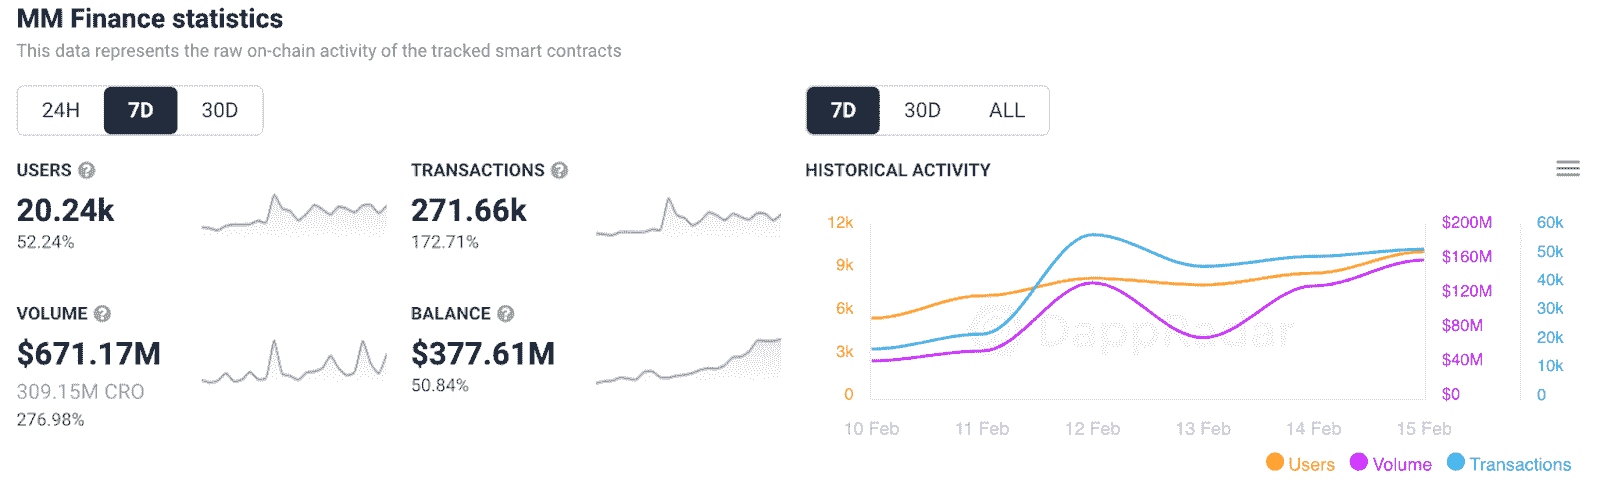 MM Finance statistics
This data represents the raw on-chain activity of the tracked smart contracts
24H 7D 30D
USERS ?
20.24k
52.24%
TRANSACTIONS ?
271.66k
172.71%
VOLUME ?
$671.17M
309.15M CRO
276.98%
BALANCE ?
$377.61M
50.84%
7D 30D ALL
HISTORICAL ACTIVITY
12k $200M 60k
9k $160M 50k
6k $120M 40k
3k $80M 30k
0 $40M 20k
$0 10k
0
DappRadar
10 Feb 11 Feb 12 Feb 13 Feb 14 Feb 15 Feb
Users Volume Transactions